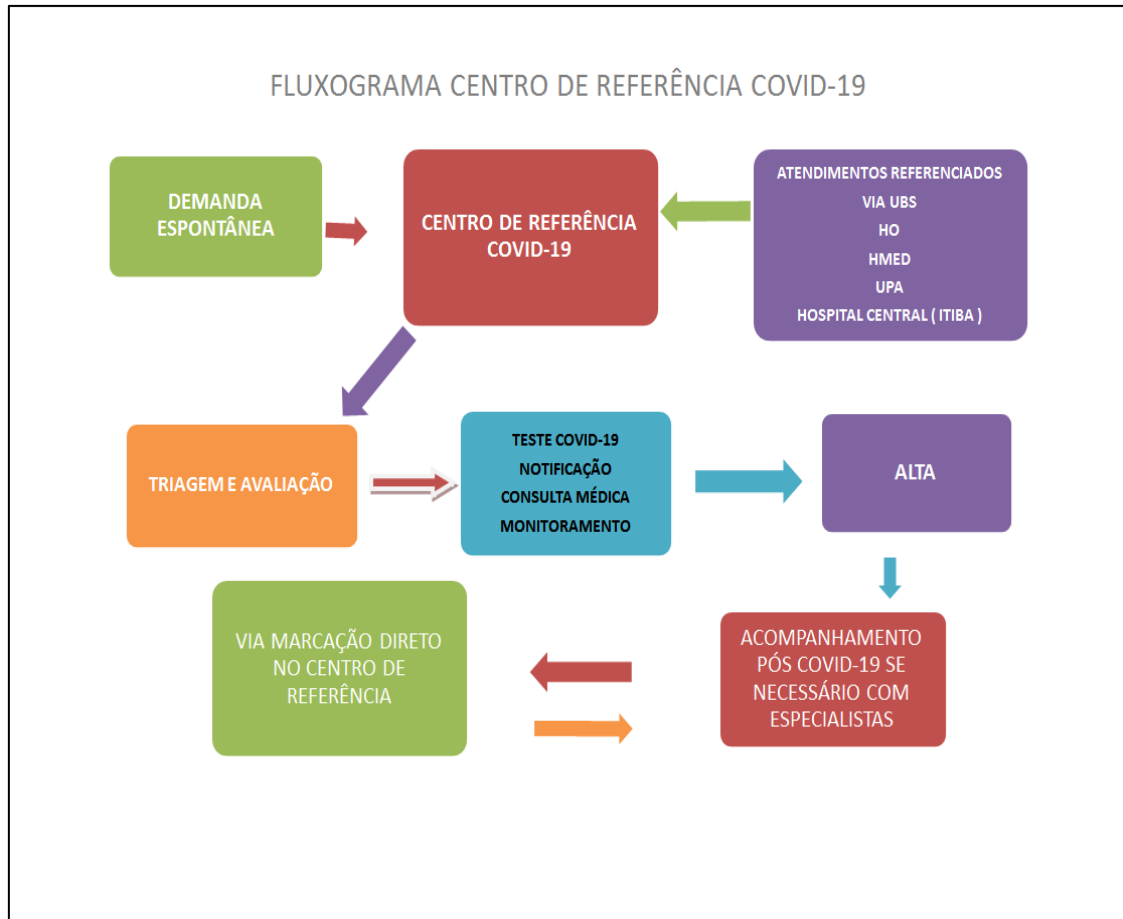 FLUXOGRAMA CENTRO DE REFERÊNCIA COVID-19
DEMANDA
ESPONTÂNEA
CENTRO DE REFERÊNCIA
COVID-19
ATENDIMENTOS REFERENCIADOS
VIA UBS
HO
HMED
UPA
HOSPITAL CENTRAL ( ITIBA )
TRIAGEM E AVALIAÇÃO
TESTE COVID-19
NOTIFICAÇÃO
CONSULTA MÉDICA
MONITORAMENTO
ALTA
VIA MARCAÇÃO DIRETO
NO CENTRO DE
REFERÊNCIA
ACOMPANHAMENTO
PÓS COVID-19 SE
NECESSÁRIO COM
ESPECIALISTAS